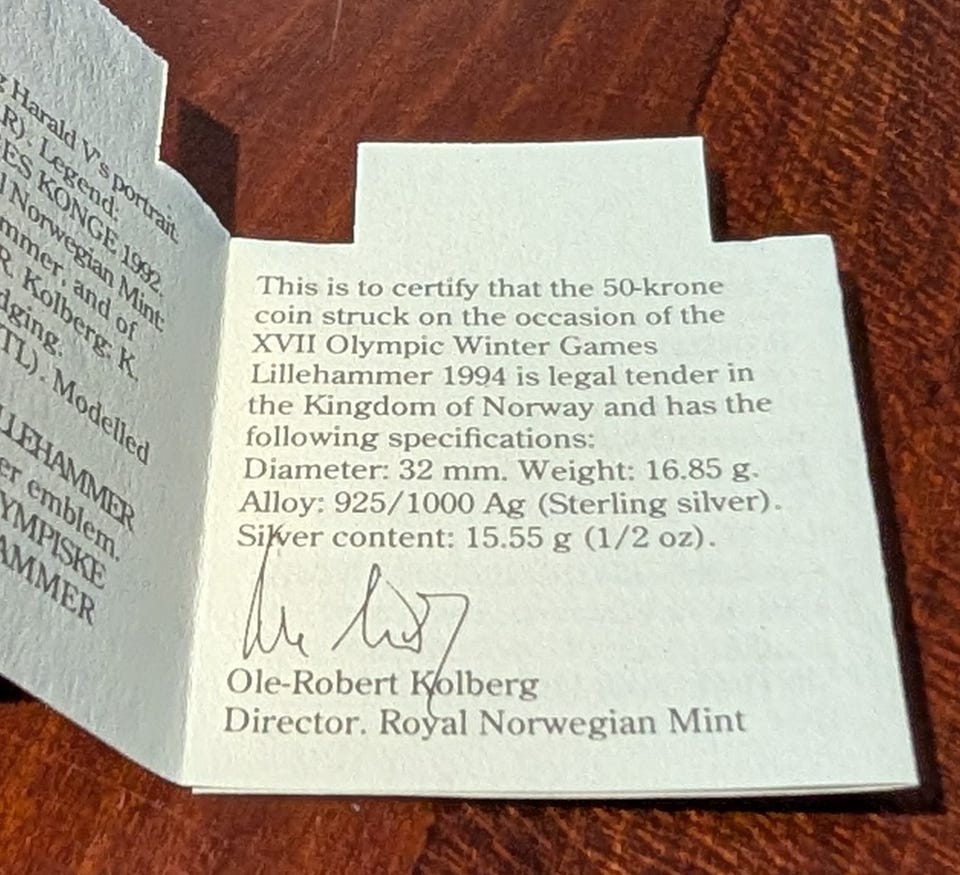 Harald V's portrait.
R). Legend:
ES KONGE 1992.
Norwegian Mint:
mmer; and of
R. Kolberg: K.
dging.
TL). Modelled
LLEHAMMER
er emblem.
YMPISKE
AMMER
This is to certify that the 50-krone
coin struck on the occasion of the
XVII Olympic Winter Games
Lillehammer 1994 is legal tender in
the Kingdom of Norway and has the
following specifications:
Diameter: 32 mm. Weight: 16.85 g.
Alloy: 925/1000 Ag (Sterling silver).
Silver content: 15.55 g (1/2 oz).
Ole-Robert Kolberg
Director. Royal Norwegian Mint